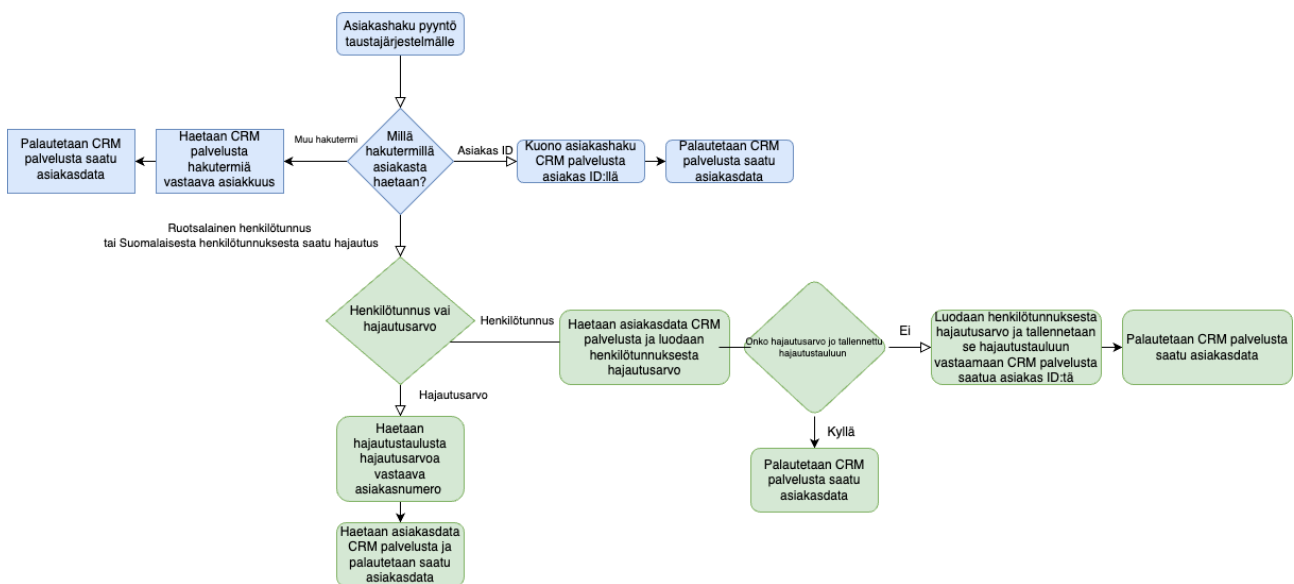 Asiakashaku pyyntö
taustajärjestelmälle
Palautetaan CRM
palvelusta saatu
asiakasdata
Haetaan CRM
palvelusta
hakutermiä
vastaava asiakkuus
Muu hakutermi
Millä
hakutermillä
asiakasta
haetaan?
Asiakas ID
Kuono asiakashaku
CRM palvelusta
asiakas ID:llä
Palautetaan CRM
palvelusta saatu
asiakasdata
Ruotsalainen henkilötunnus
tai Suomalaisesta henkilötunnuksesta saatu hajautus
Henkilötunnus vai
hajautusarvo
Henkilötunnus
Haetaan asiakasdata CRM
palvelusta ja luodaan
henkilötunnuksesta
hajautusarvo
Onko hajautusarvo jo tallennettu
hajautustauluun
Ei
Luodaan henkilötunnuksesta
hajautusarvo ja tallennetaan
se hajautustauluun
vastaamaan CRM palvelusta
saatua asiakas ID:tä
Palautetaan CRM palvelusta
saatu asiakasdata
Hajautusarvo
Haetaan
hajautustaulusta
hajautusarvoa
vastaava
asiakasnumero
Kyllä
Palautetaan CRM
palvelusta saatu
asiakasdata
Haetaan asiakasdata
CRM palvelusta ja
palautetaan saatu
asiakasdata